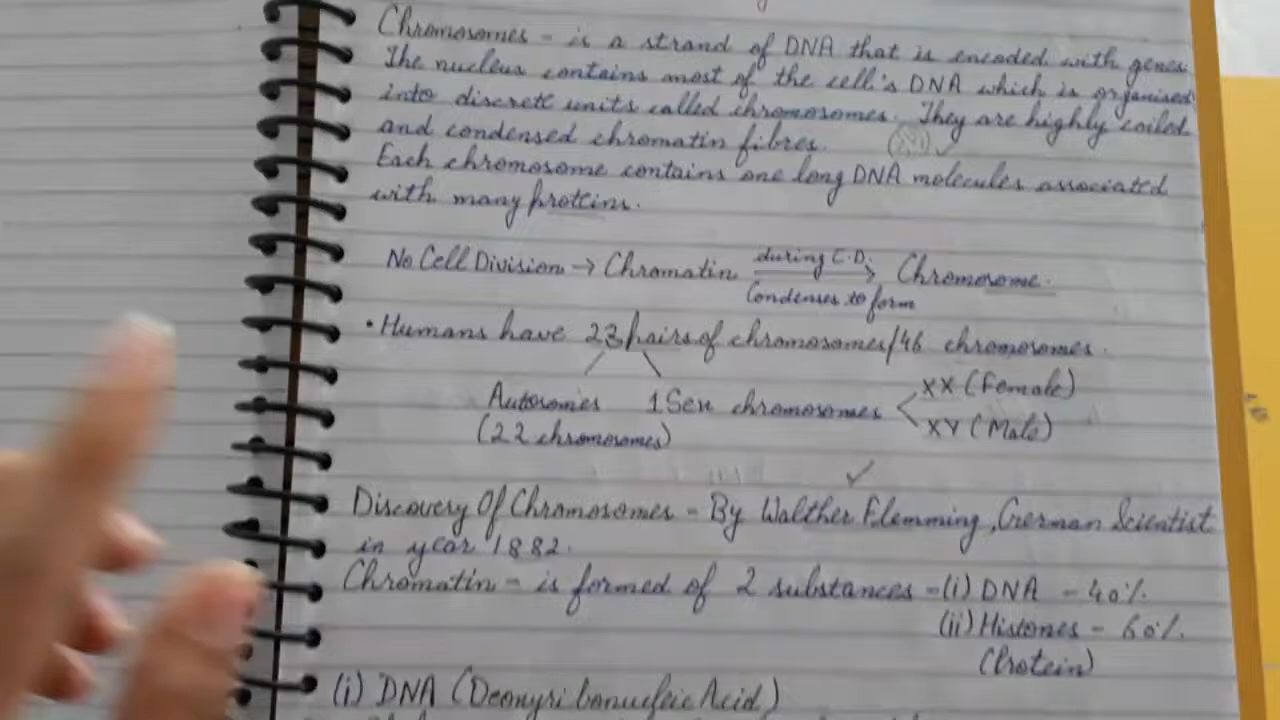 Chromosomes - is a strand of DNA that is encoded with genes.
The nucleus contains most of the cell's DNA which is organised
into discrete units called chromosomes. They are highly coiled
and condensed chromatin fibres.
Each chromosome contains one long DNA molecules associated
with many proteins.
No Cell Division → Chromatin during C.D. → Chromosome.
Condenses to form
• Humans have 23 pairs of chromosomes/46 chromosomes.
Autosomes 1 Sex chromosomes XX (Female)
(22 chromosomes) XY (Male)
Discovery Of Chromosomes - By Walther Flemming, German Scientist
in year 1882.
Chromatin - is formed of 2 substances - (i) DNA - 40%.
(ii) Histones - 60%.
(Protein)
(i) DNA (Deoxyribonucleic Acid)